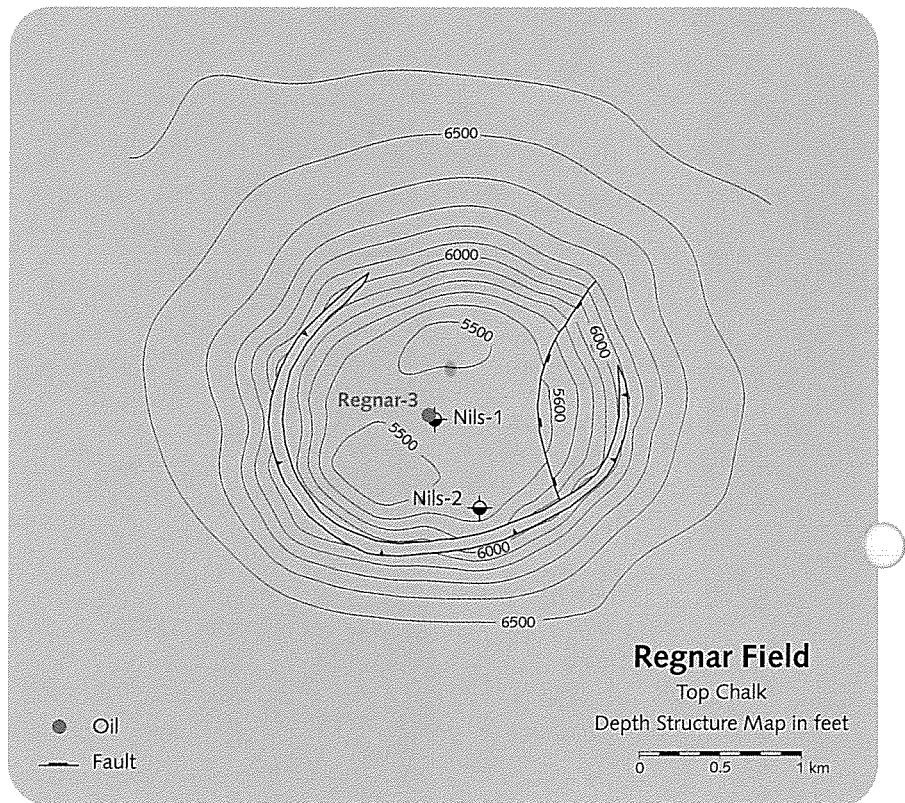 6500
6000
5500
6000
5600
Regnar-3
Nils-1
5500
Nils-2
6000
6500
Regnar Field
Top Chalk
Depth Structure Map in feet
0 0.5 1 km
Oil
Fault